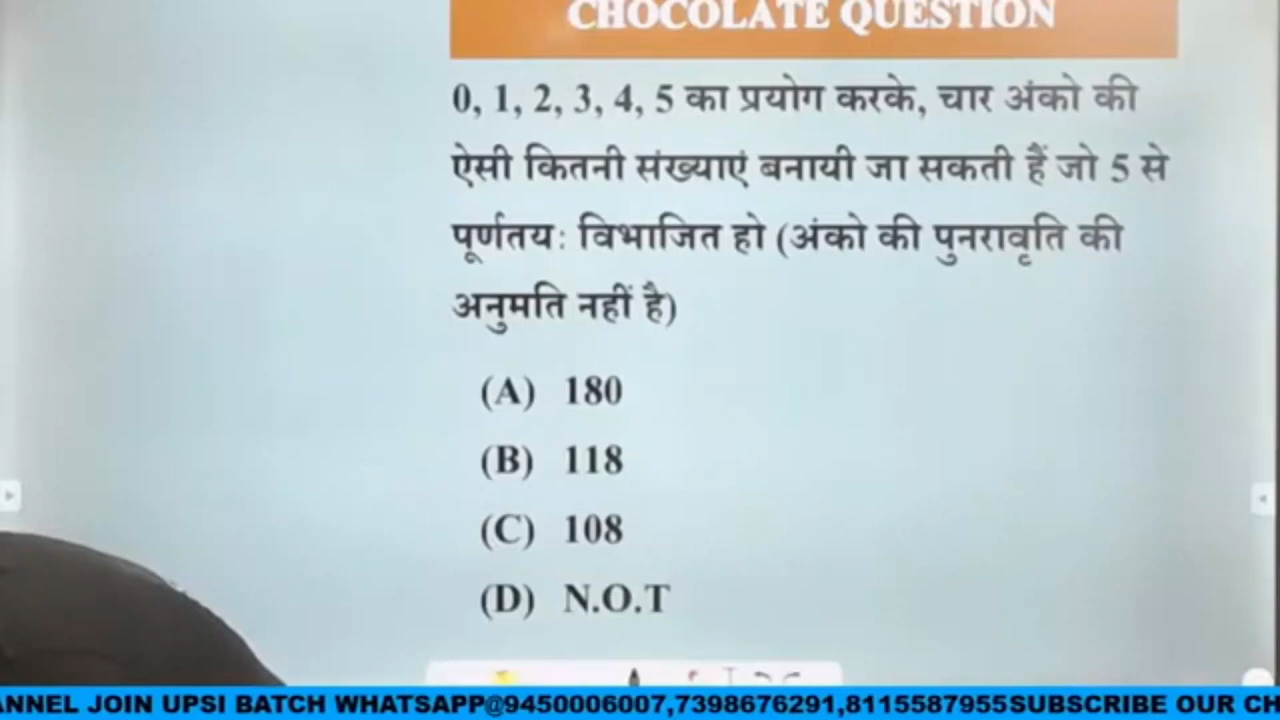 CHOCOLATE QUESTION
0, 1, 2, 3, 4, 5 का प्रयोग करके, चार अंको की
ऐसी कितनी संख्याएं बनायी जा सकती हैं जो 5 से
पूर्णतयः विभाजित हो (अंको की पुनरावृति की
अनुमति नहीं है)
(A) 180
(B) 118
(C) 108
(D) N.O.T
ANNEL JOIN UPSI BATCH WHATSAPP@9450006007,7398676291,8115587955SUBSCRIBE OUR CH